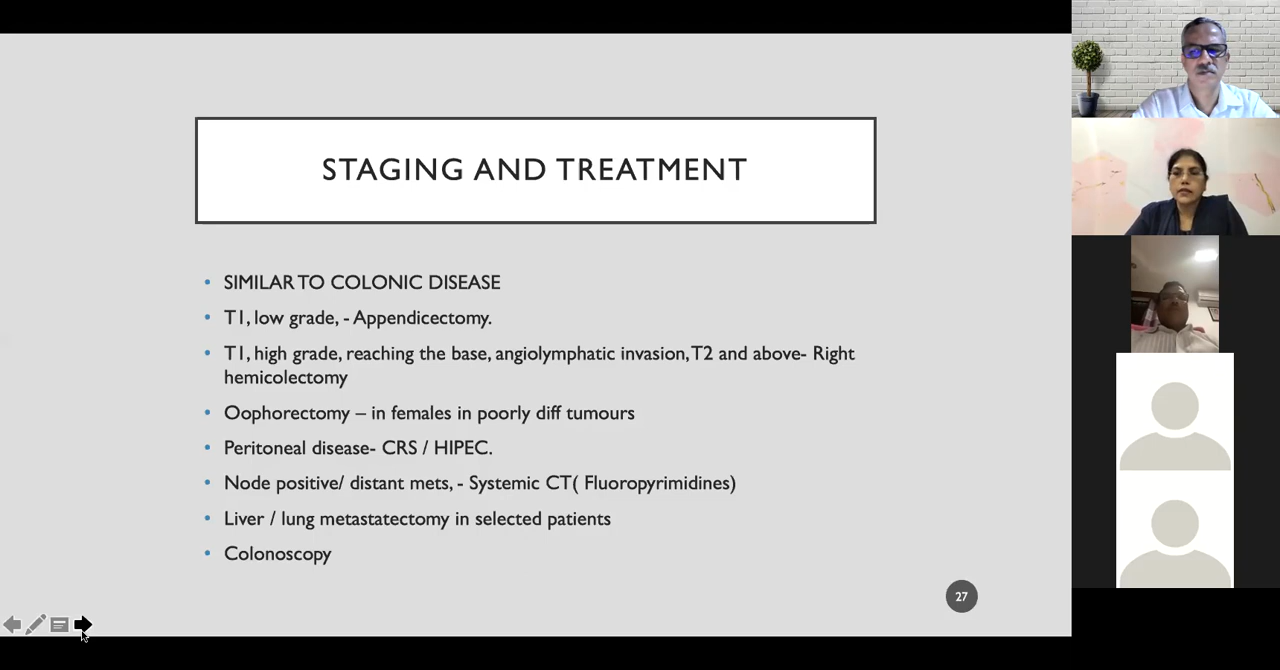 STAGING AND TREATMENT
SIMILAR TO COLONIC DISEASE
T1, low grade, - Appendicectomy.
T1, high grade, reaching the base, angiolymphatic invasion,T2 and above- Right
hemicolectomy
Oophorectomy – in females in poorly diff tumours
Peritoneal disease- CRS / HIPEC.
Node positive/ distant mets, - Systemic CT( Fluoropyrimidines)
Liver / lung metastatectomy in selected patients
Colonoscopy
27